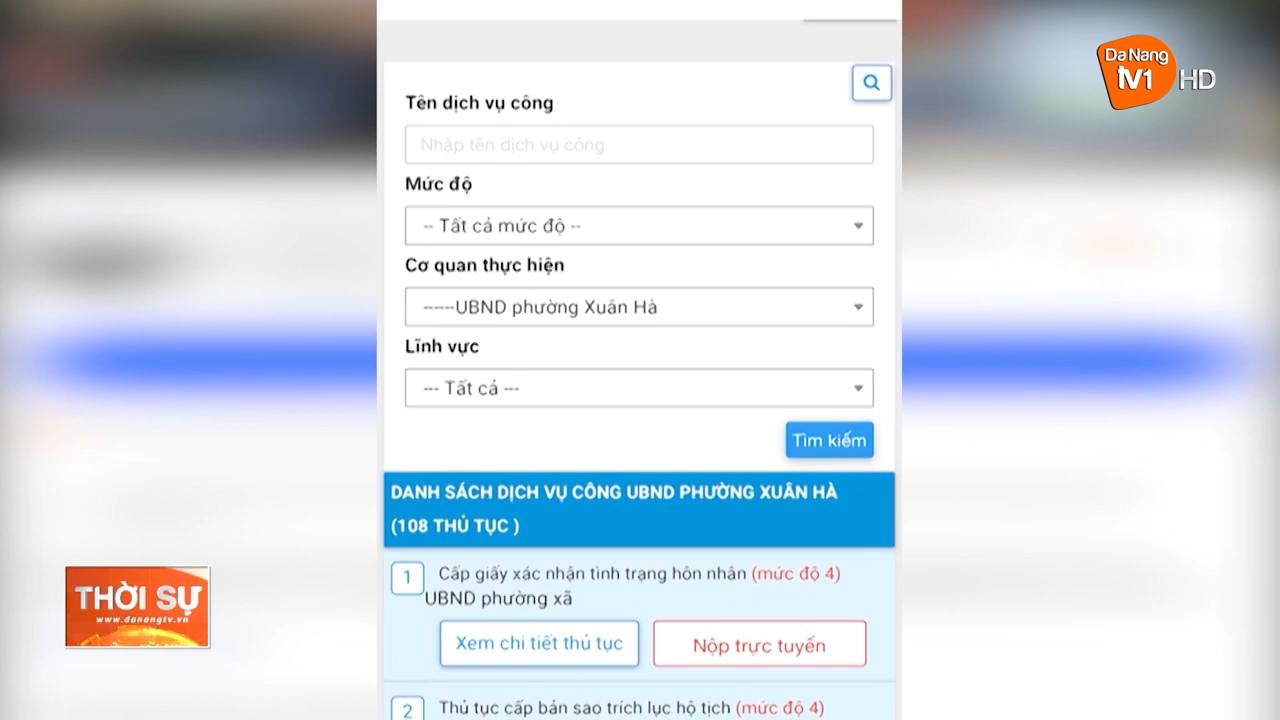 DaNang
TV1 HD
Tên dịch vụ công
Nhập tên dịch vụ công
Mức độ
-- Tất cả mức độ --
Cơ quan thực hiện
-----UBND phường Xuân Hà
Lĩnh vực
--- Tất cả ---
Tìm kiếm
DANH SÁCH DỊCH VỤ CÔNG UBND PHƯỜNG XUÂN HÀ
(108 THỦ TỤC )
1 Cấp giấy xác nhận tình trạng hôn nhân (mức độ 4)
UBND phường xã
Xem chi tiết thủ tục
Nộp trực tuyến
2 Thủ tục cấp bản sao trích lục hộ tịch (mức độ 4)
THỜI SỰ
www.danangtv.vn